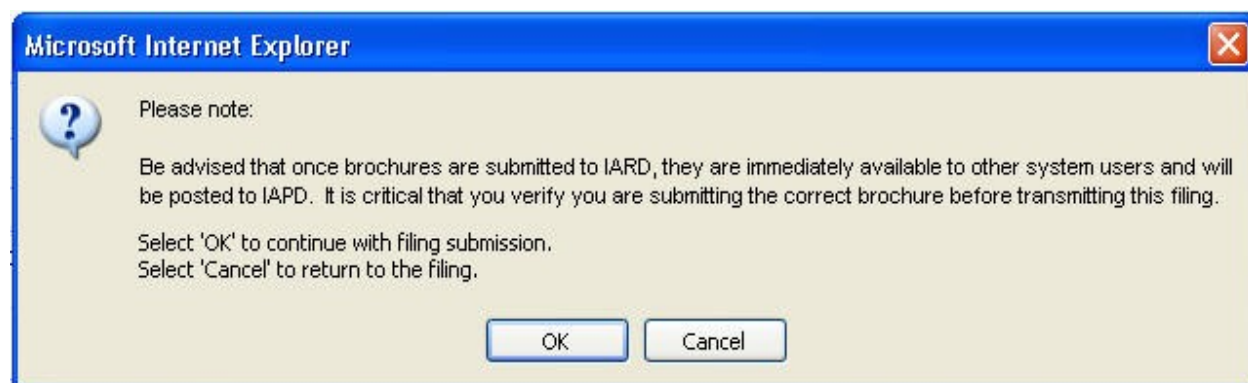 Microsoft Internet Explorer
Please note:
Be advised that once brochures are submitted to IARD, they are immediately available to other system users and will
be posted to IAPD. It is critical that you verify you are submitting the correct brochure before transmitting this filing.
Select 'OK' to continue with filing submission.
Select 'Cancel' to return to the filing.
OK Cancel